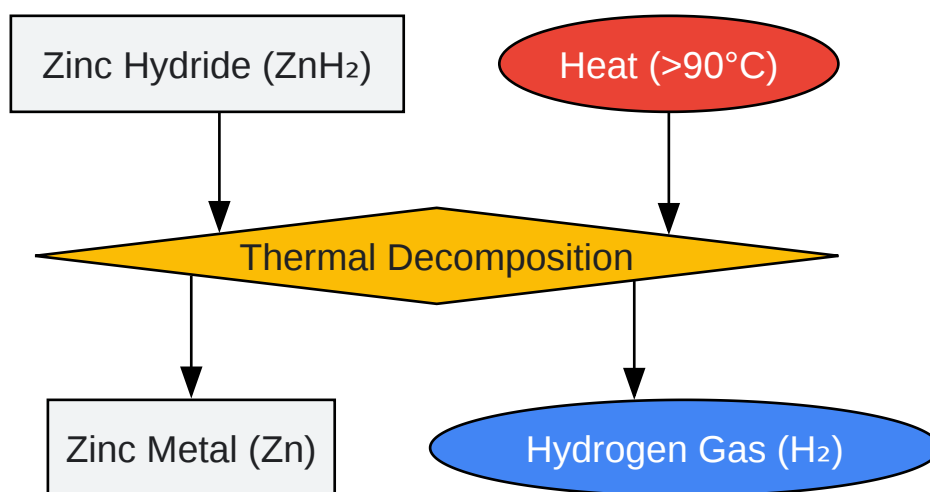 Zinc Hydride (ZnH₂)
Heat (>90°C)
Thermal Decomposition
Zinc Metal (Zn)
Hydrogen Gas (H₂)